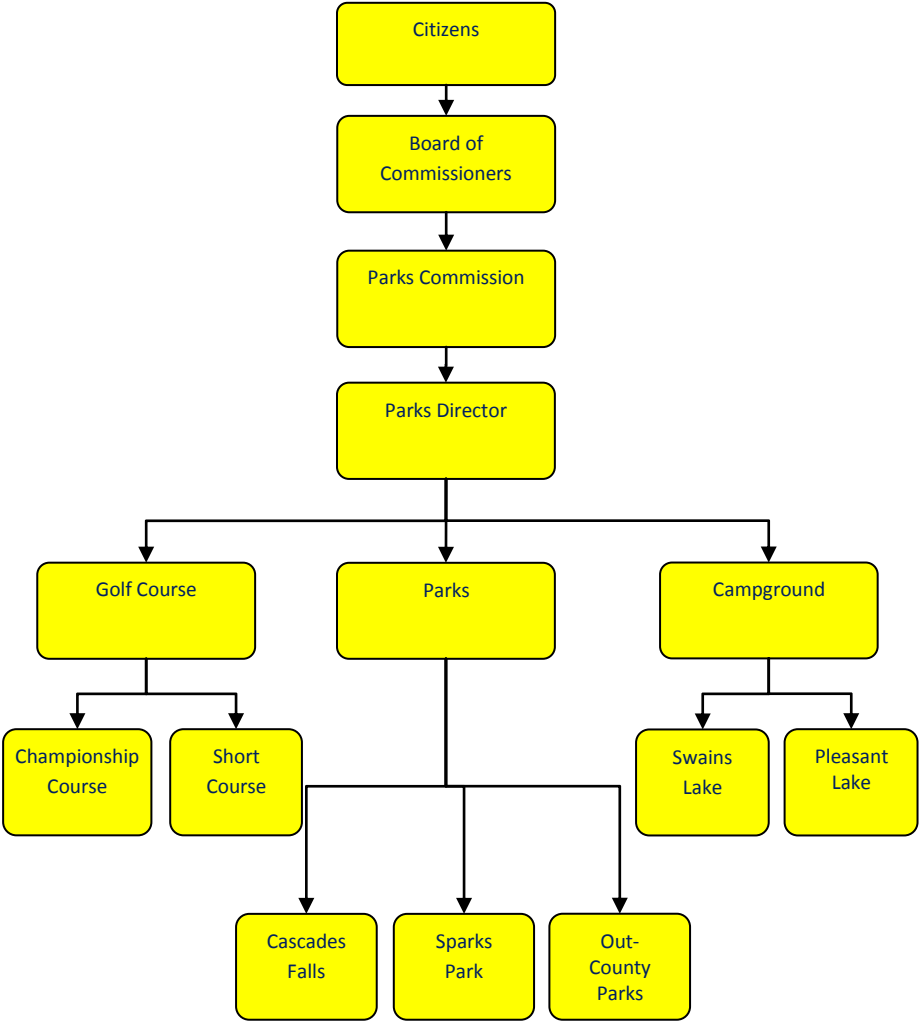 Citizens
Board of
Commissioners
Parks Commission
Parks Director
Golf Course
Parks
Campground
Championship
Course
Short
Course
Swains
Lake
Pleasant
Lake
Cascades
Falls
Sparks
Park
Out-
County
Parks